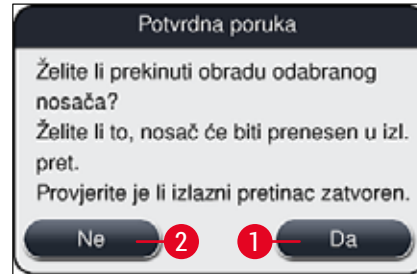 Potvrdna poruka
Želite li prekinuti obradu odabranog
nosača?
Želite li to, nosač će biti prenesen u izl.
pret.
Provjerite je li izlazni pretinac zatvoren.
Ne 2 1 Da